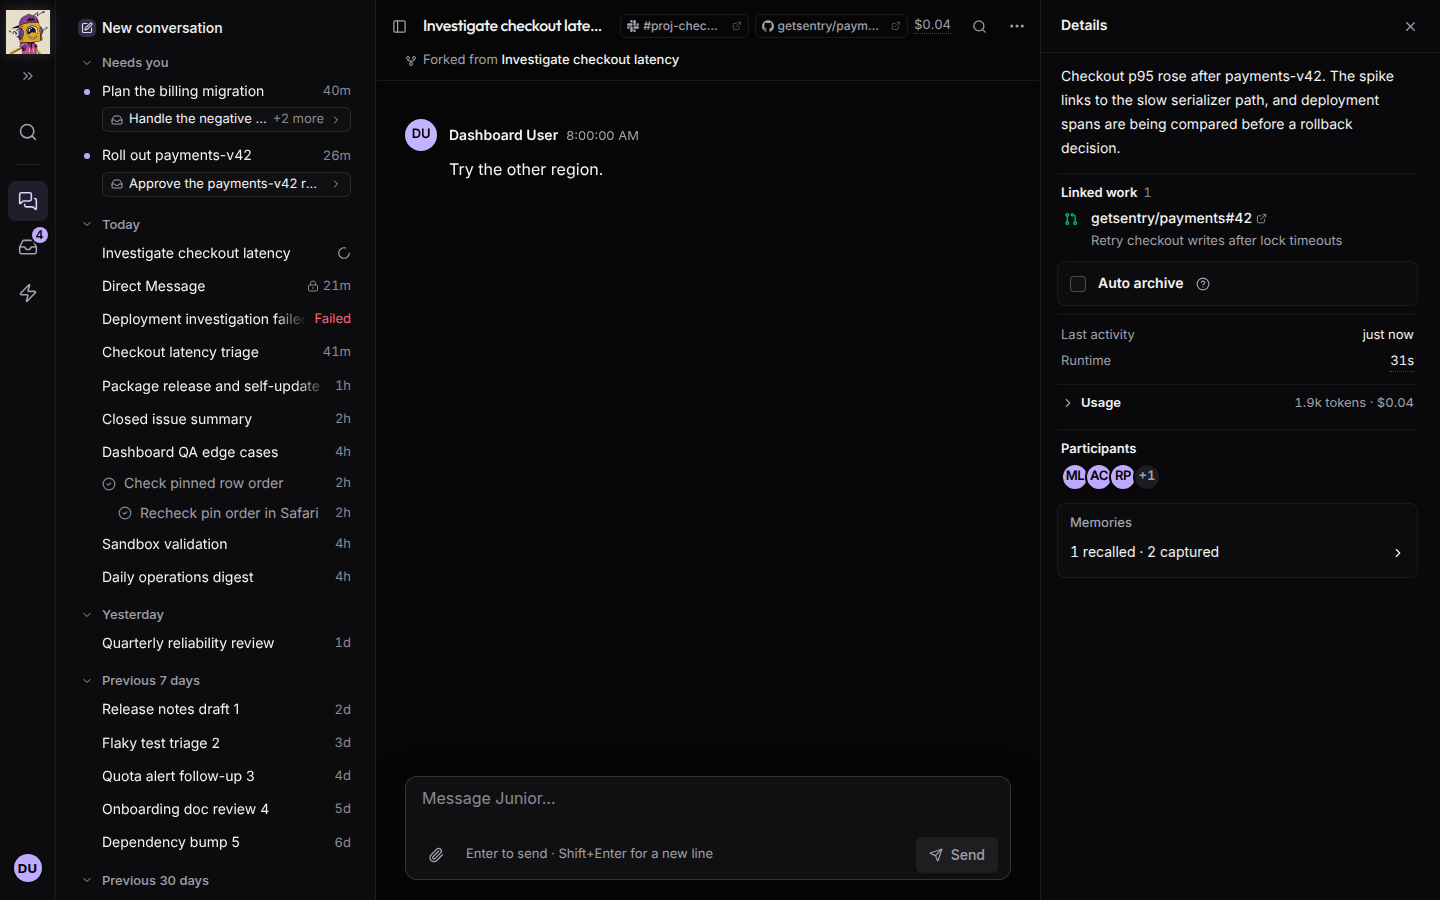 New conversation
Needs you
Plan the billing migration 40m
Handle the negative ... +2 more
Roll out payments-v42 26m
Approve the payments-v42 r...
Today
Investigate checkout latency
Direct Message 21m
Deployment investigation failed Failed
Checkout latency triage 41m
Package release and self-update 1h
Closed issue summary 2h
Dashboard QA edge cases 4h
Check pinned row order 2h
Recheck pin order in Safari 2h
Sandbox validation 4h
Daily operations digest 4h
Yesterday
Quarterly reliability review 1d
Previous 7 days
Release notes draft 1 2d
Flaky test triage 2 3d
Quota alert follow-up 3 4d
Onboarding doc review 4 5d
Dependency bump 5 6d
Previous 30 days
4
DU
Investigate checkout late... #proj-chec... getsentry/paym... $0.04
Forked from Investigate checkout latency
DU Dashboard User 8:00:00 AM
Try the other region.
Message Junior...
Enter to send · Shift+Enter for a new line
Send
Details
Checkout p95 rose after payments-v42. The spike
links to the slow serializer path, and deployment
spans are being compared before a rollback
decision.
Linked work 1
getsentry/payments#42
Retry checkout writes after lock timeouts
Auto archive
Last activity just now
Runtime 31s
Usage 1.9k tokens · $0.04
Participants
ML AC RP +1
Memories
1 recalled · 2 captured